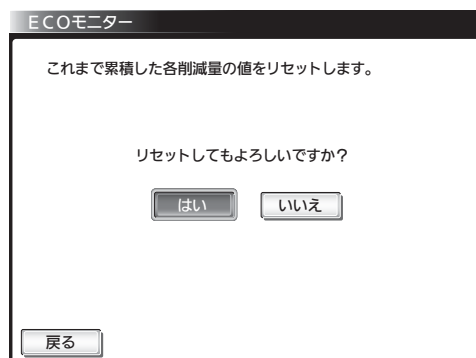 ECOモニター
これまで累積した各削減量の値をリセットします。
リセットしてもよろしいですか?
はい
いいえ
戻る